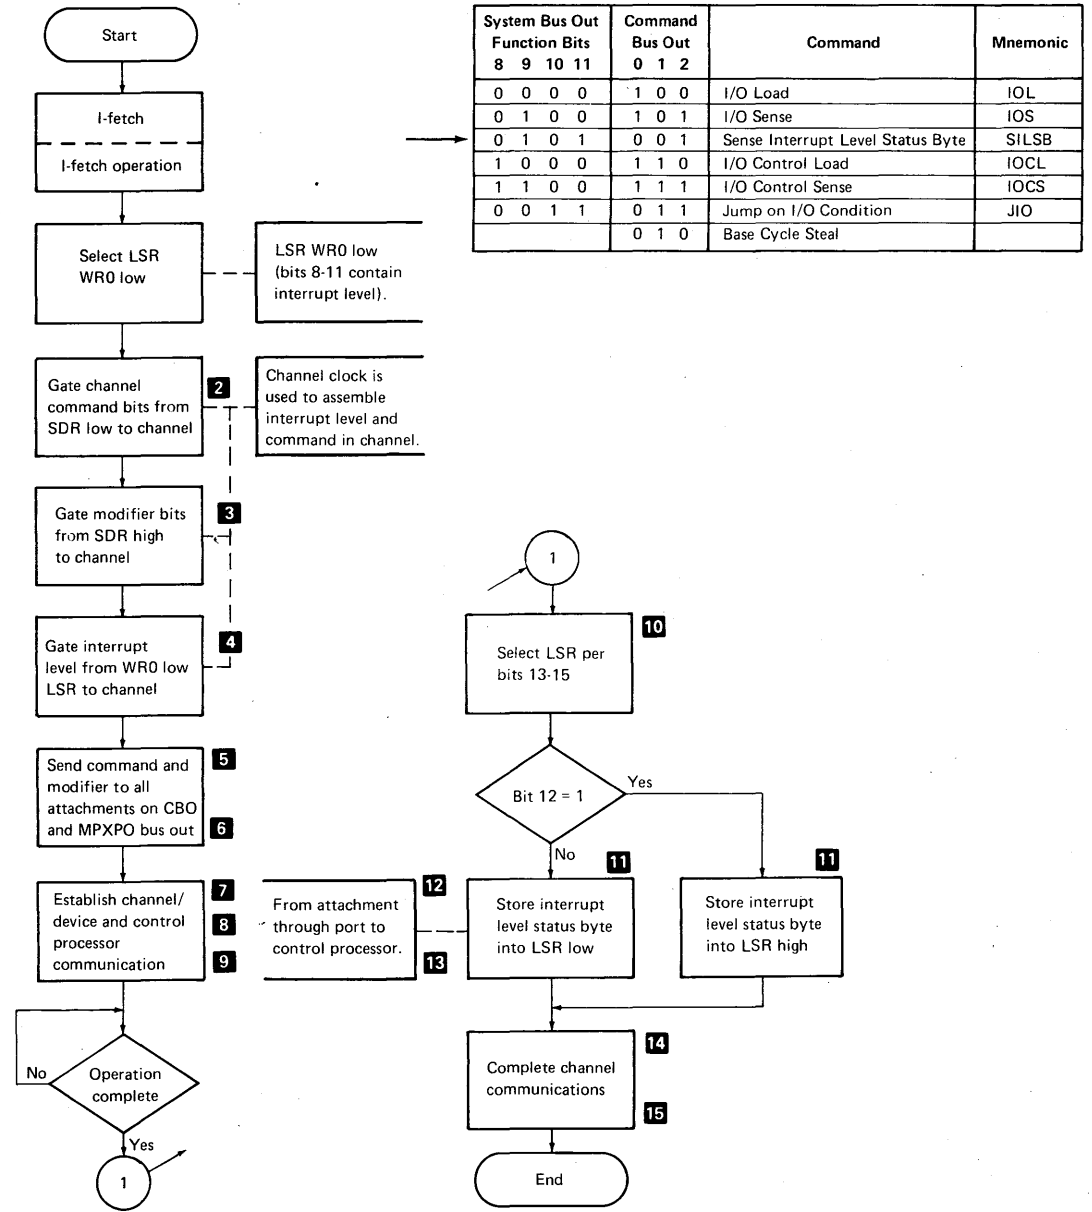 Start
I-fetch
I-fetch operation
Select LSR
WR0 low
LSR WR0 low
(bits 8-11 contain
interrupt level).
Gate channel
command bits from
SDR low to channel
2
Channel clock is
used to assemble
interrupt level and
command in channel.
Gate modifier bits
from SDR high
to channel
3
Gate interrupt
level from WR0 low
LSR to channel
4
Send command and
modifier to all
attachments on CBO
and MPXPO bus out
5
6
Establish channel/
device and control
processor
communication
7
8
9
Operation
complete
No
Yes
1
System Bus Out
Function Bits
8 9 10 11
Command
Bus Out
0 1 2
Command
Mnemonic
0 0 0 0 1 0 0 I/O Load IOL
0 1 0 0 1 0 1 I/O Sense IOS
0 1 0 1 0 0 1 Sense Interrupt Level Status Byte SILSB
1 0 0 0 1 1 0 I/O Control Load IOCL
1 1 0 0 1 1 1 I/O Control Sense IOCS
0 0 1 1 0 1 1 Jump on I/O Condition JIO
0 1 0 Base Cycle Steal
1
Select LSR per
bits 13-15
10
Bit 12 = 1
Yes
No
11
Store interrupt
level status byte
into LSR low
11
Store interrupt
level status byte
into LSR high
12
From attachment
through port to
control processor.
13
Complete channel
communications
14
15
End